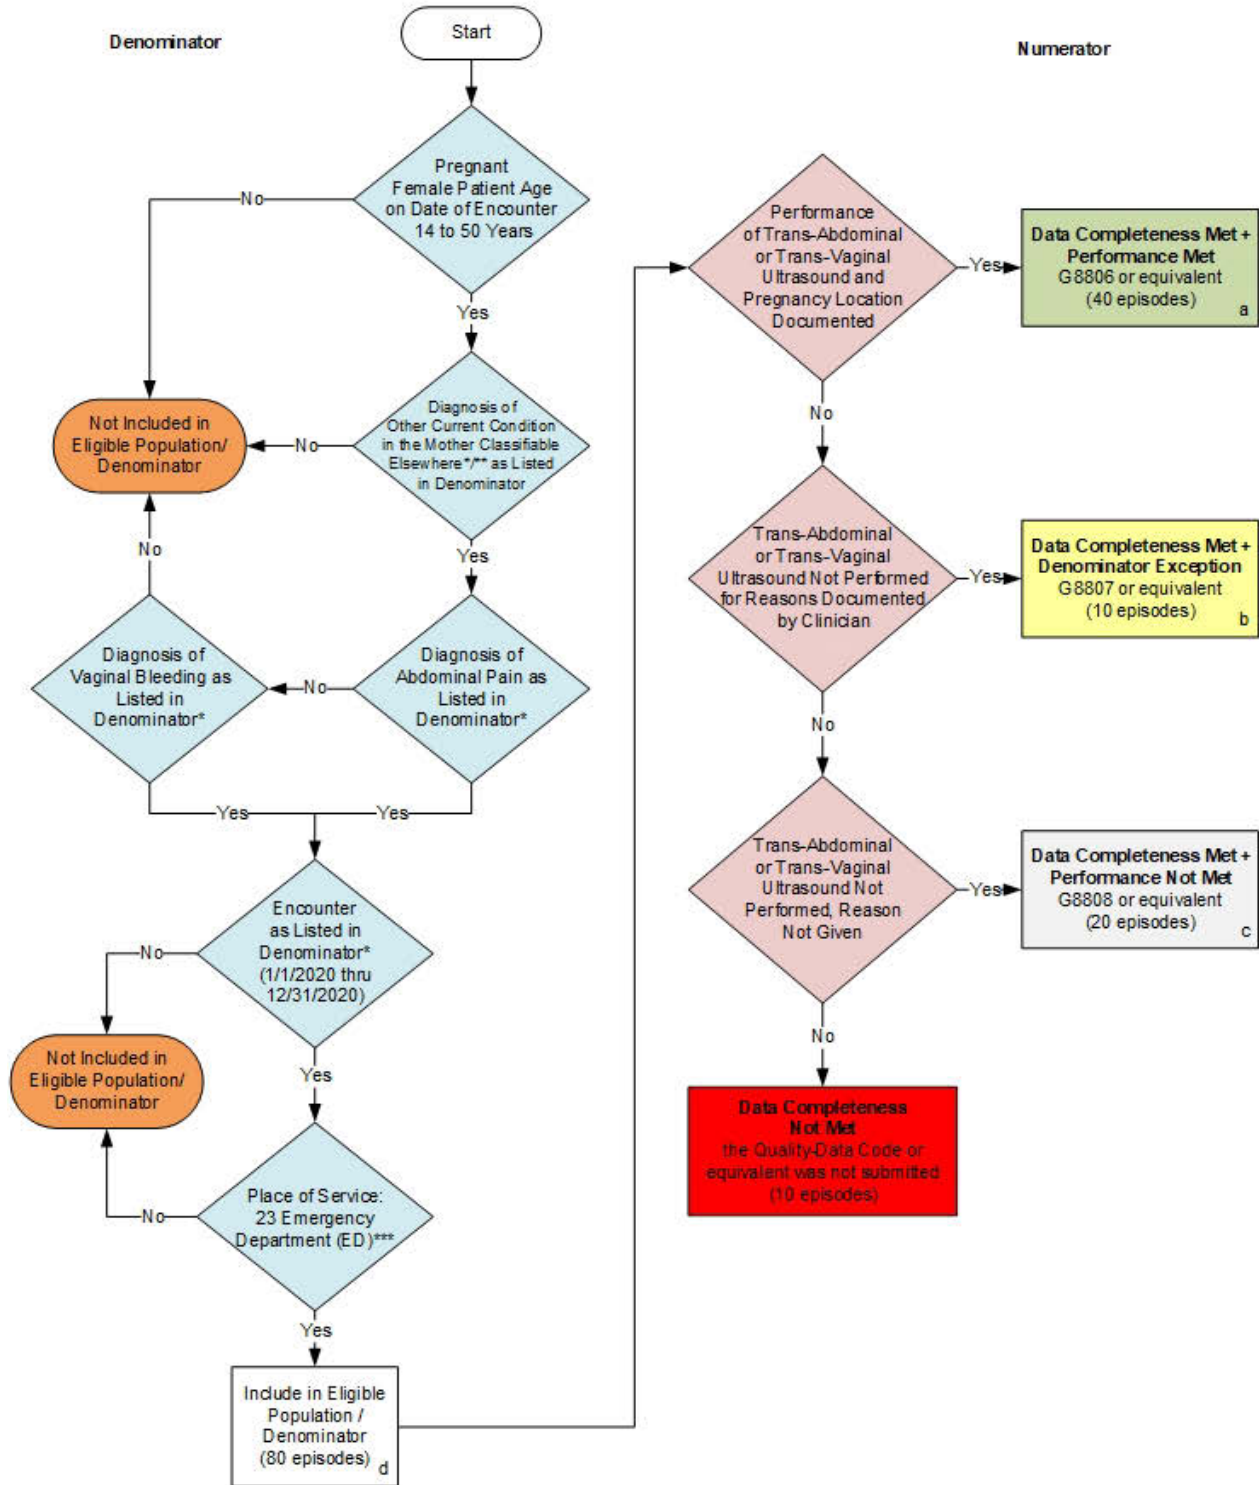 Denominator
Start
Numerator
Pregnant
Female Patient Age
on Date of Encounter
14 to 50 Years
No
Yes
Diagnosis of
Other Current Condition
in the Mother Classifiable
Elsewhere*/** as Listed
in Denominator
No
Not Included in
Eligible Population/
Denominator
Yes
No
Diagnosis of
Abdominal Pain as
Listed in
Denominator*
No
Diagnosis of
Vaginal Bleeding as
Listed in
Denominator*
Yes
Yes
Encounter
as Listed in
Denominator*
(1/1/2020 thru
12/31/2020)
No
Not Included in
Eligible Population/
Denominator
Yes
Place of Service:
23 Emergency
Department (ED)***
No
Yes
Include in Eligible
Population /
Denominator
(80 episodes)
d
Performance
of Trans-Abdominal
or Trans-Vaginal
Ultrasound and
Pregnancy Location
Documented
Yes
Data Completeness Met +
Performance Met
G8806 or equivalent
(40 episodes)
a
No
Trans-Abdominal
or Trans-Vaginal
Ultrasound Not Performed
for Reasons Documented
by Clinician
Yes
Data Completeness Met +
Denominator Exception
G8807 or equivalent
(10 episodes)
b
No
Trans-Abdominal
or Trans-Vaginal
Ultrasound Not
Performed, Reason
Not Given
Yes
Data Completeness Met +
Performance Not Met
G8808 or equivalent
(20 episodes)
c
No
Data Completeness
Not Met
the Quality-Data Code or
equivalent was not submitted
(10 episodes)